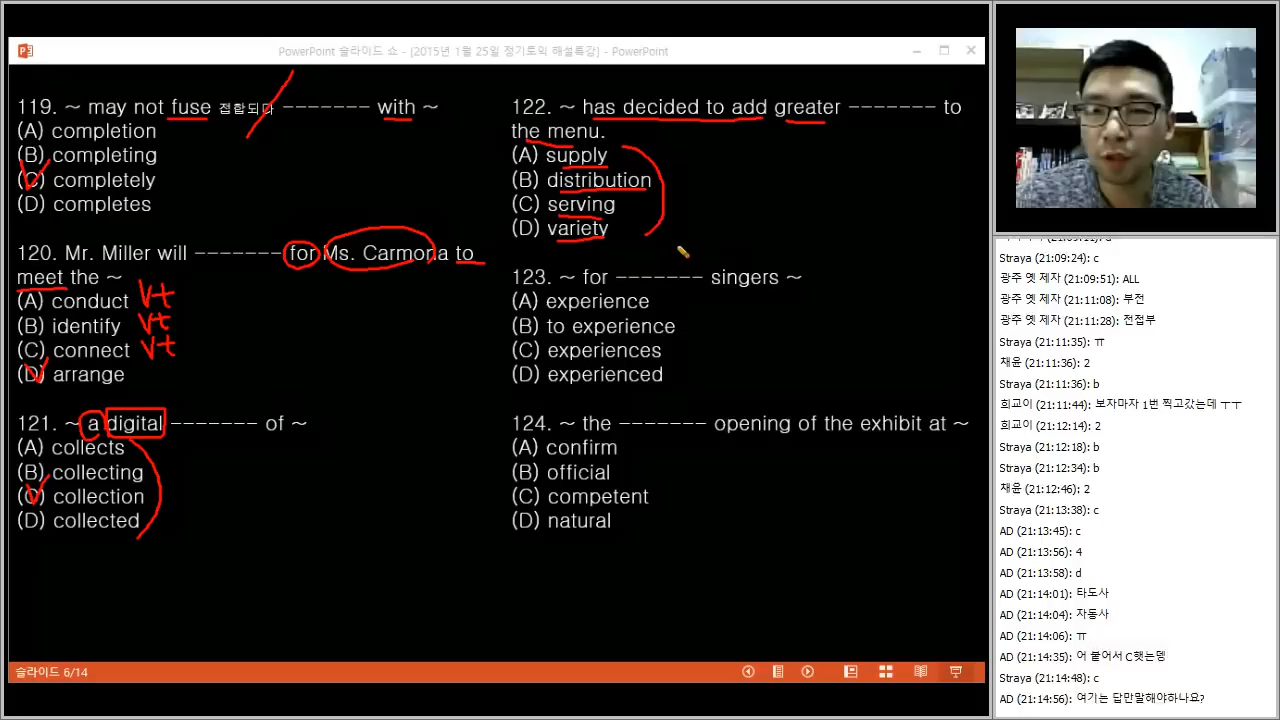 PowerPoint 슬라이드 쇼 - [2015년 1월 25일 정기토익 해설특강] - PowerPoint
119. ~ may not fuse 접합되다 ------- with ~
(A) completion
(B) completing
(C) completely
(D) completes
120. Mr. Miller will ------- for Ms. Carmona to
meet the ~
(A) conduct vt
(B) identify vt
(C) connect vt
(D) arrange
121. ~ a digital ------- of ~
(A) collects
(B) collecting
(C) collection
(D) collected
122. ~ has decided to add greater ------- to
the menu.
(A) supply
(B) distribution
(C) serving
(D) variety
123. ~ for ------- singers ~
(A) experience
(B) to experience
(C) experiences
(D) experienced
124. ~ the ------- opening of the exhibit at ~
(A) confirm
(B) official
(C) competent
(D) natural
슬라이드 6/14
Straya (21:09:24): c
광주 옛 제자 (21:09:51): ALL
광주 옛 제자 (21:11:08): 부전
광주 옛 제자 (21:11:28): 전접부
Straya (21:11:35): ㅠ
채윤 (21:11:36): 2
Straya (21:11:36): b
희교이 (21:11:44): 보자마자 1번 찍고갔는데 ㅜㅜ
희교이 (21:12:14): 2
Straya (21:12:18): b
Straya (21:12:34): b
채윤 (21:12:46): 2
Straya (21:13:38): c
AD (21:13:45): c
AD (21:13:56): 4
AD (21:13:58): d
AD (21:14:01): 타도사
AD (21:14:04): 자동사
AD (21:14:06): ㅠ
AD (21:14:35): 어 붙어서 C햇는뎅
Straya (21:14:48): c
AD (21:14:56): 여기는 답만말해야하나요?